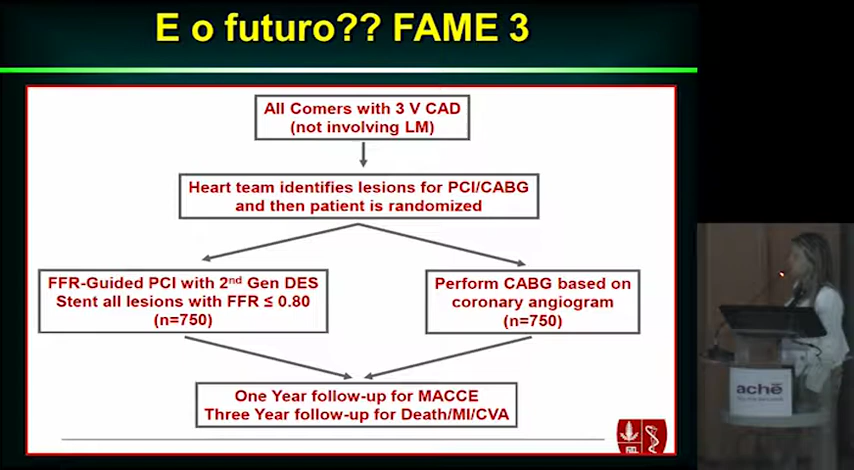 E o futuro?? FAME 3
All Comers with 3 V CAD
(not involving LM)
Heart team identifies lesions for PCI/CABG
and then patient is randomized
FFR-Guided PCI with 2nd Gen DES
Stent all lesions with FFR ≤ 0.80
(n=750)
Perform CABG based on
coronary angiogram
(n=750)
One Year follow-up for MACCE
Three Year follow-up for Death/MI/CVA
achē